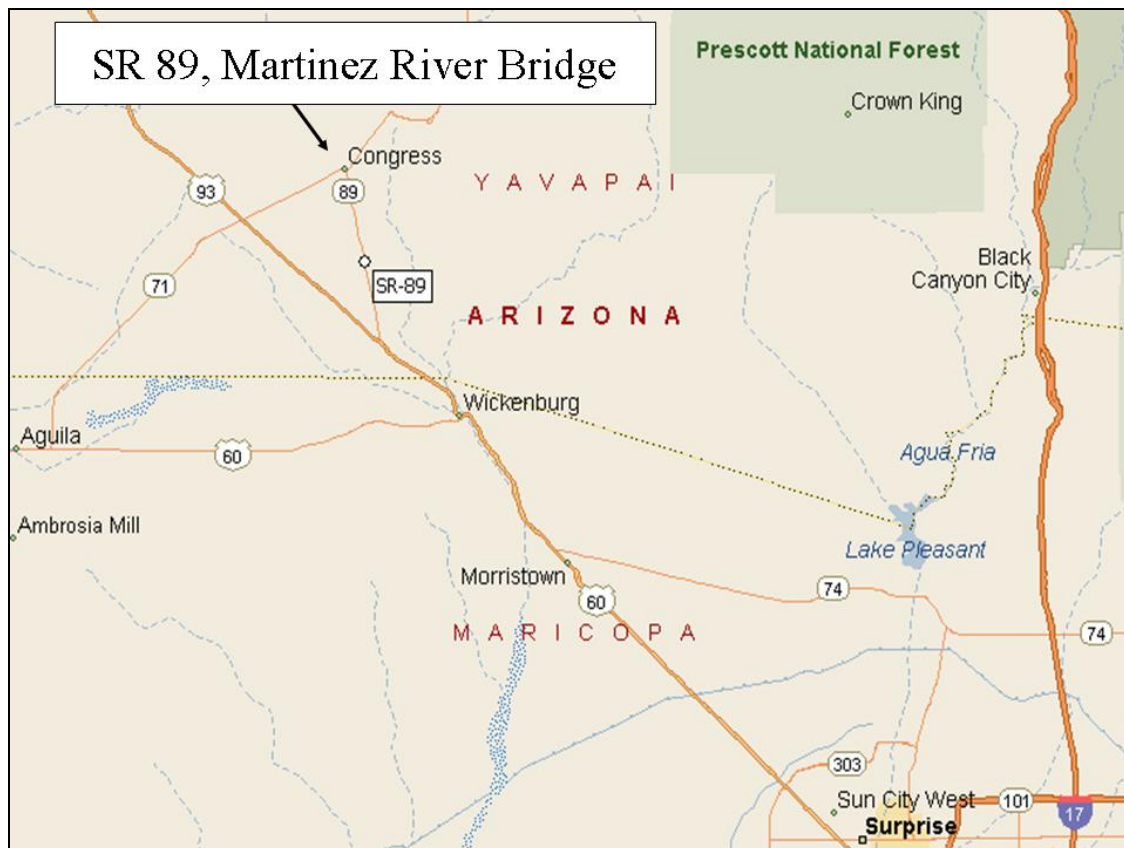 SR 89, Martinez River Bridge
Prescott National Forest
Crown King
Congress
YAVAPAI
93
89
Black
Canyon City
71
SR-89
ARIZONA
Wickenburg
Aguila
60
Agua Fria
Ambrosia Mill
Lake Pleasant
Morristown
74
60
MARICOPA
74
303
Sun City West
101
17
Surprise